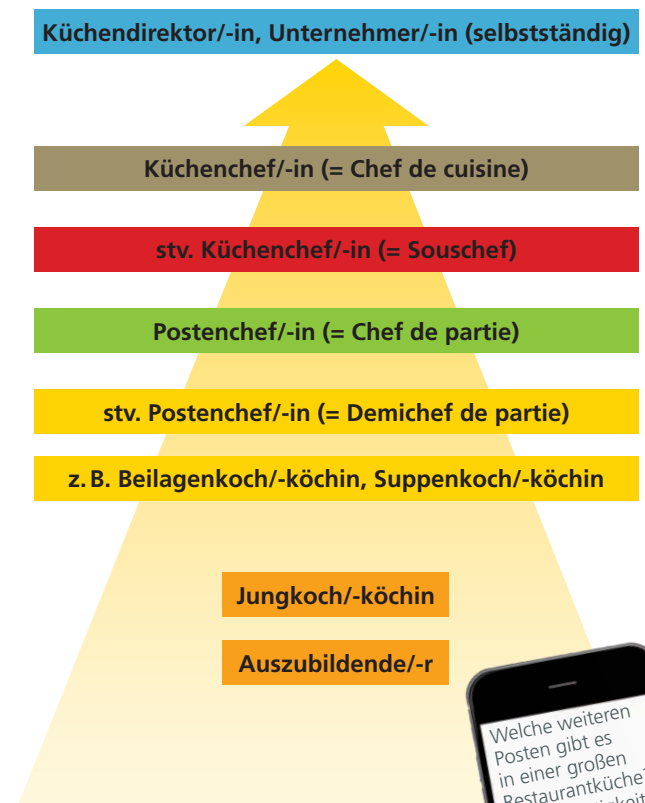 Küchendirektor/-in, Unternehmer/-in (selbstständig)
Küchenchef/-in (= Chef de cuisine)
stv. Küchenchef/-in (= Souschef)
Postenchef/-in (= Chef de partie)
stv. Postenchef/-in (= Demichef de partie)
z. B. Beilagenkoch/-köchin, Suppenkoch/-köchin
Jungkoch/-köchin
Auszubildende/-r
Welche weiteren
Posten gibt es
in einer großen
Restaurantküche?